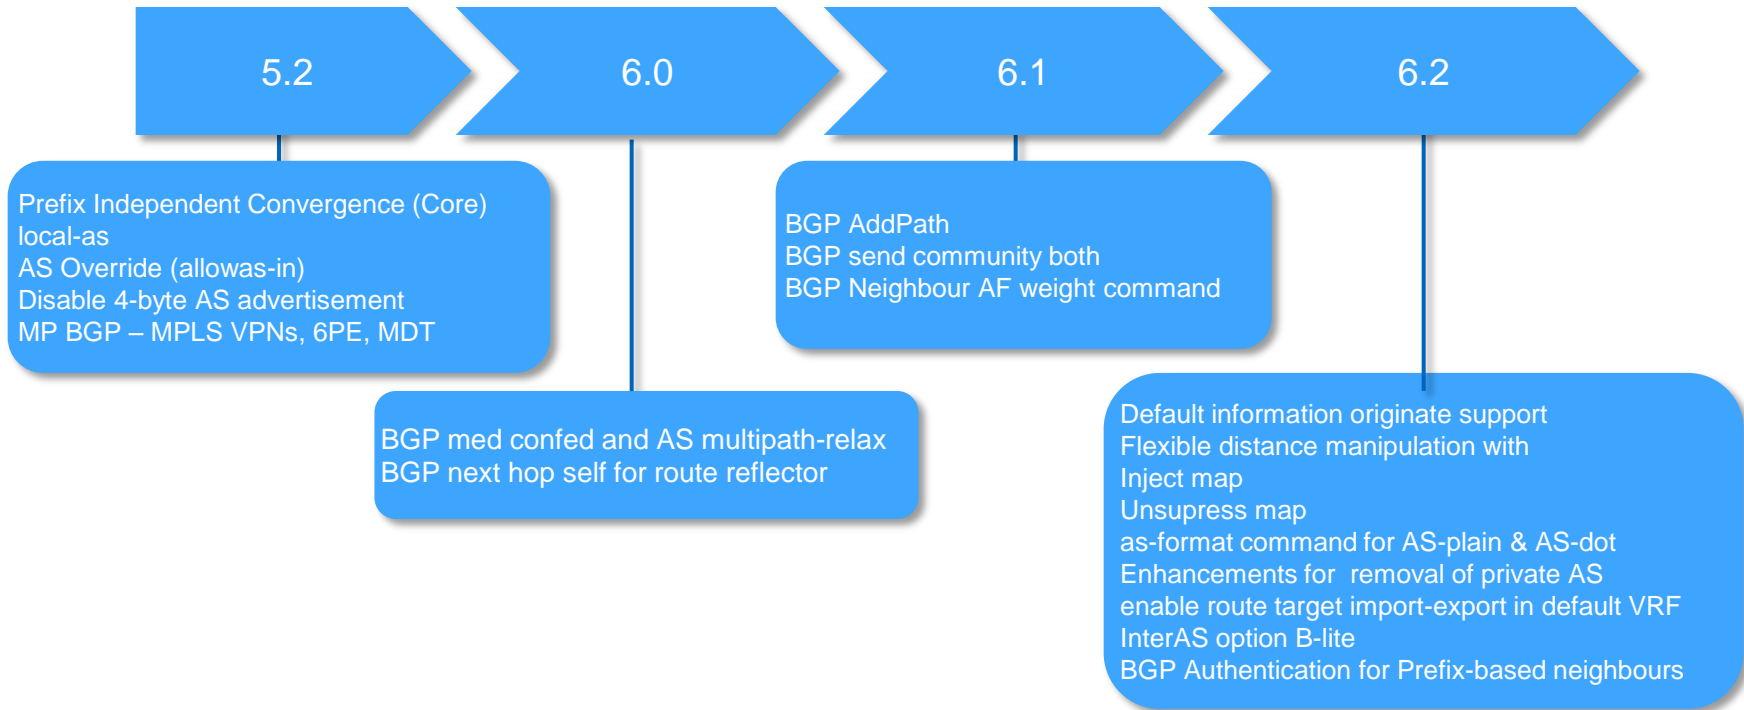 5.2
6.0
6.1
6.2
Prefix Independent Convergence (Core)
local-as
AS Override (allowas-in)
Disable 4-byte AS advertisement
MP BGP – MPLS VPNs, 6PE, MDT
BGP med confed and AS multipath-relax
BGP next hop self for route reflector
BGP AddPath
BGP send community both
BGP Neighbour AF weight command
Default information originate support
Flexible distance manipulation with
Inject map
Unsupress map
as-format command for AS-plain & AS-dot
Enhancements for removal of private AS
enable route target import-export in default VRF
InterAS option B-lite
BGP Authentication for Prefix-based neighbours